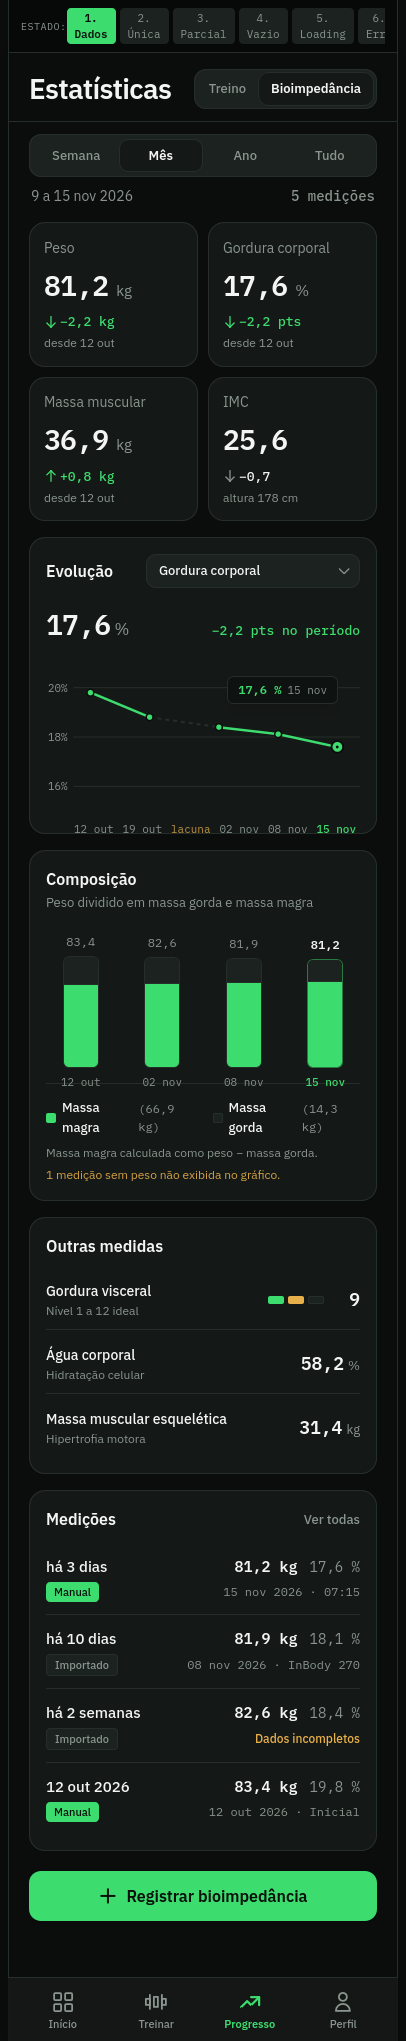 ESTADO:
1. Dados
2. Única
3. Parcial
4. Vazio
5. Loading
6. Err
Estatísticas
Treino
Bioimpedância
Semana
Mês
Ano
Tudo
9 a 15 nov 2026
5 medições
Peso
81,2 kg
↓ −2,2 kg
desde 12 out
Gordura corporal
17,6 %
↓ −2,2 pts
desde 12 out
Massa muscular
36,9 kg
↑ +0,8 kg
desde 12 out
IMC
25,6
↓ −0,7
altura 178 cm
Evolução
Gordura corporal
17,6 %
−2,2 pts no período
17,6 % 15 nov
20%
18%
16%
12 out 19 out lacuna 02 nov 08 nov 15 nov
Composição
Peso dividido em massa gorda e massa magra
83,4 82,6 81,9 81,2
12 out 02 nov 08 nov 15 nov
Massa magra (66,9 kg)
Massa gorda (14,3 kg)
Massa magra calculada como peso − massa gorda.
1 medição sem peso não exibida no gráfico.
Outras medidas
Gordura visceral
Nível 1 a 12 ideal
9
Água corporal
Hidratação celular
58,2 %
Massa muscular esquelética
Hipertrofia motora
31,4 kg
Medições
Ver todas
há 3 dias
81,2 kg 17,6 %
Manual
15 nov 2026 · 07:15
há 10 dias
81,9 kg 18,1 %
Importado
08 nov 2026 · InBody 270
há 2 semanas
82,6 kg 18,4 %
Importado
Dados incompletos
12 out 2026
83,4 kg 19,8 %
Manual
12 out 2026 · Inicial
+ Registrar bioimpedância
Início
Treinar
Progresso
Perfil